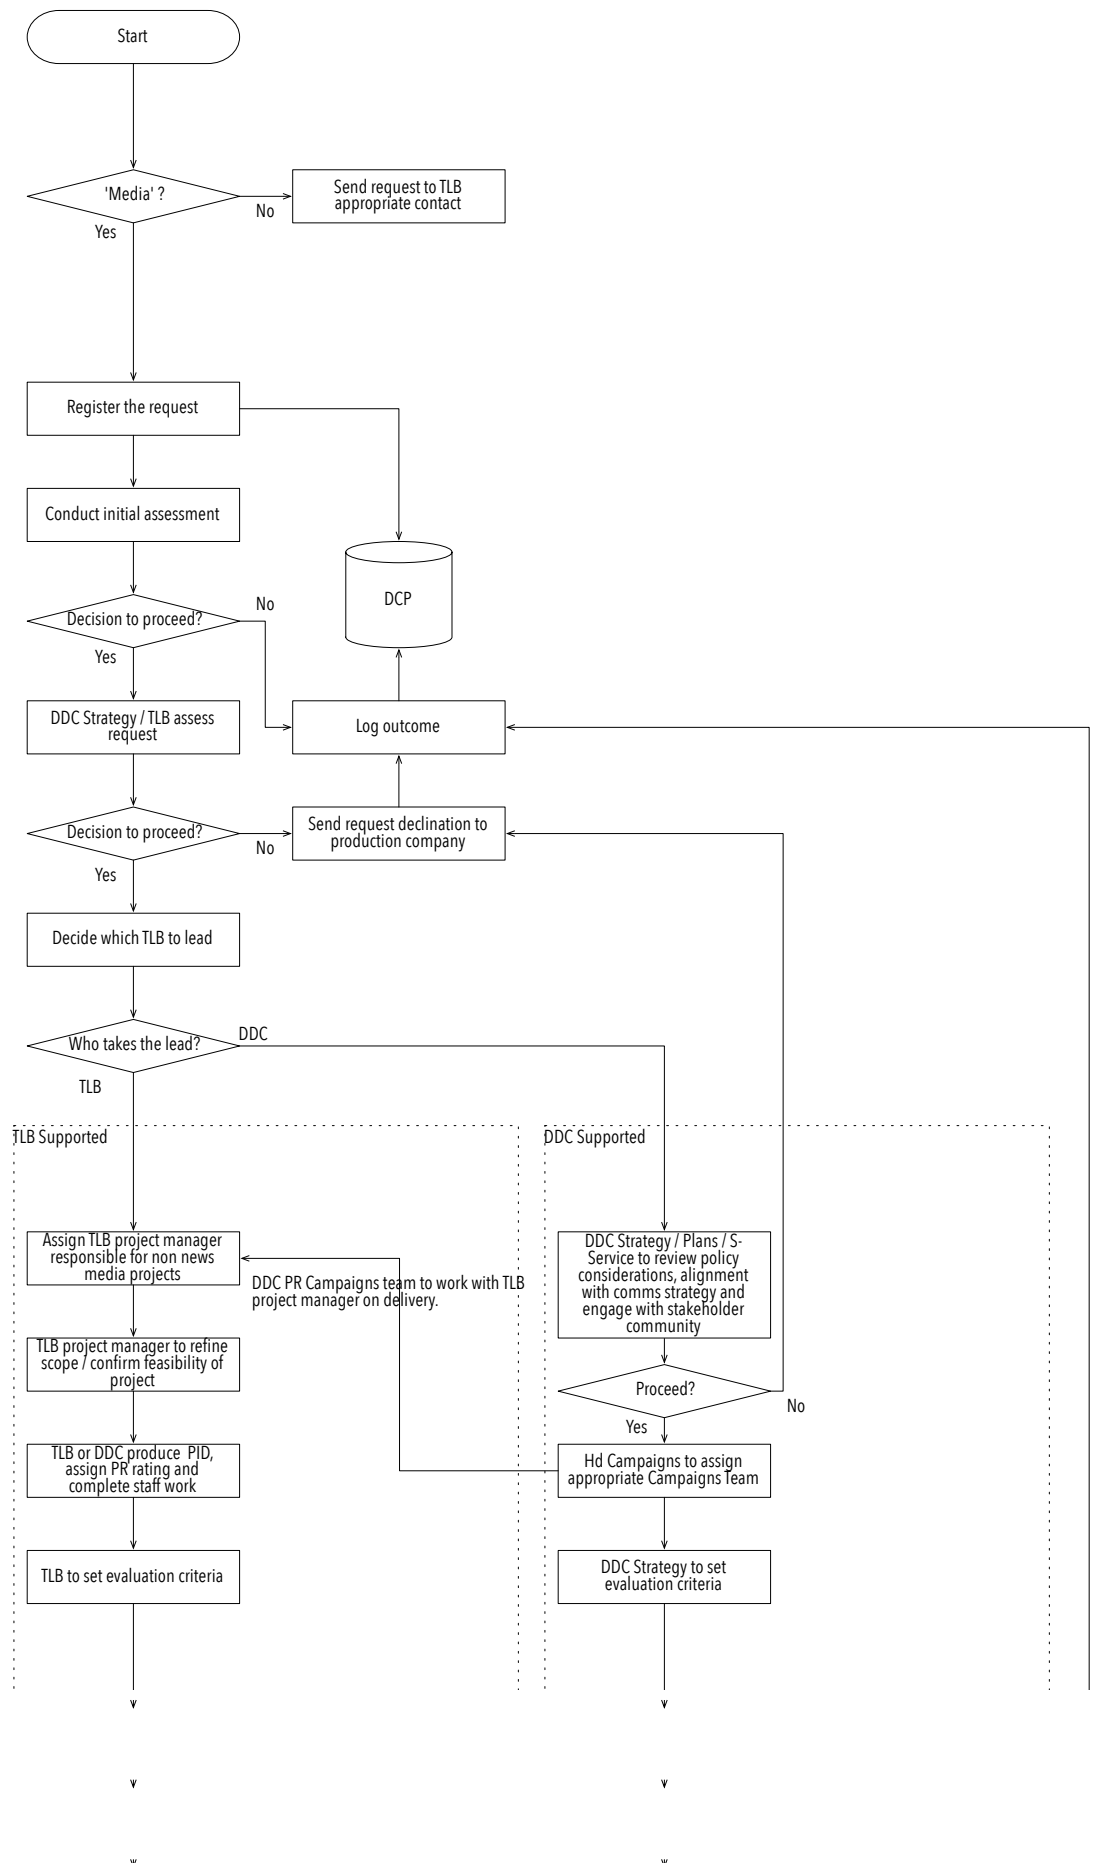 Start
'Media' ?
No
Send request to TLB
appropriate contact
Yes
Register the request
Conduct initial assessment
DCP
Decision to proceed?
No
Yes
DDC Strategy / TLB assess
request
Log outcome
Decision to proceed?
No
Send request declination to
production company
Yes
Decide which TLB to lead
Who takes the lead?
DDC
TLB
TLB Supported
DDC Supported
Assign TLB project manager
responsible for non news
media projects
DDC PR Campaigns team to work with TLB
project manager on delivery.
DDC Strategy / Plans / S-
Service to review policy
considerations, alignment
with comms strategy and
engage with stakeholder
community
TLB project manager to refine
scope / confirm feasibility of
project
Proceed?
No
Yes
TLB or DDC produce  PID,
assign PR rating and
complete staff work
Hd Campaigns to assign
appropriate Campaigns Team
TLB to set evaluation criteria
DDC Strategy to set
evaluation criteria